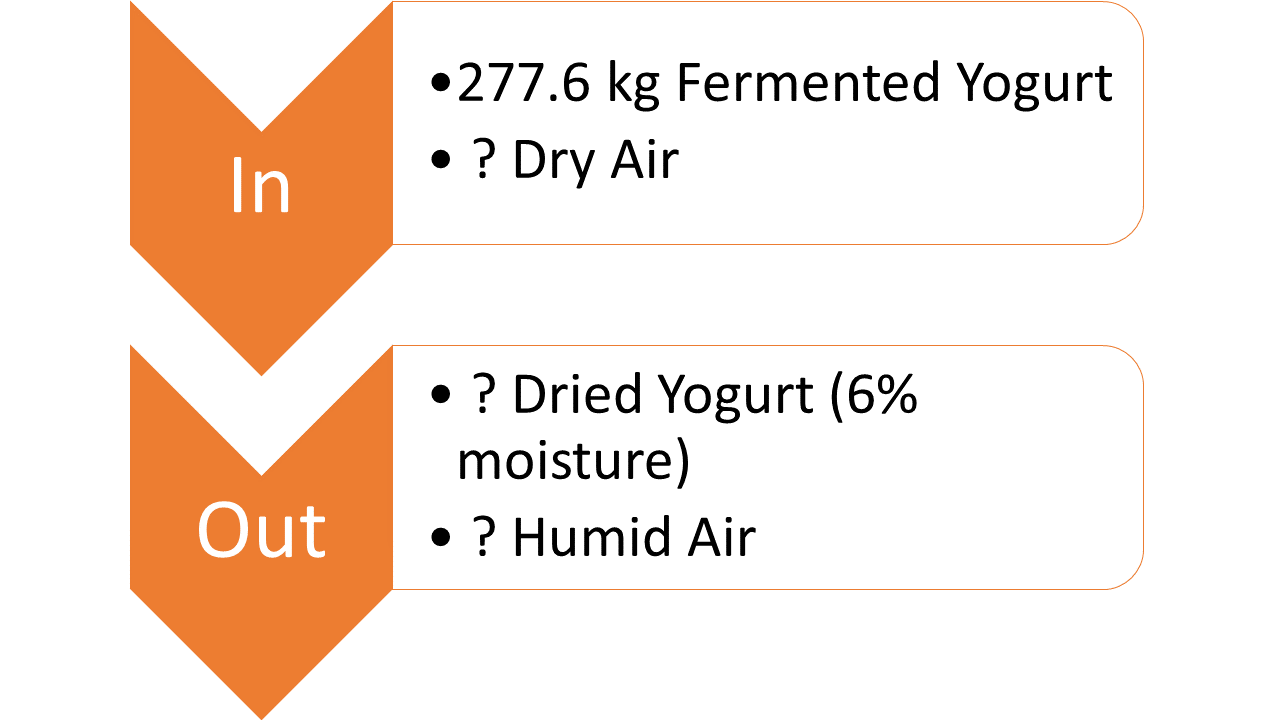 In
•277.6 kg Fermented Yogurt
• ? Dry Air
Out
• ? Dried Yogurt (6%
moisture)
• ? Humid Air